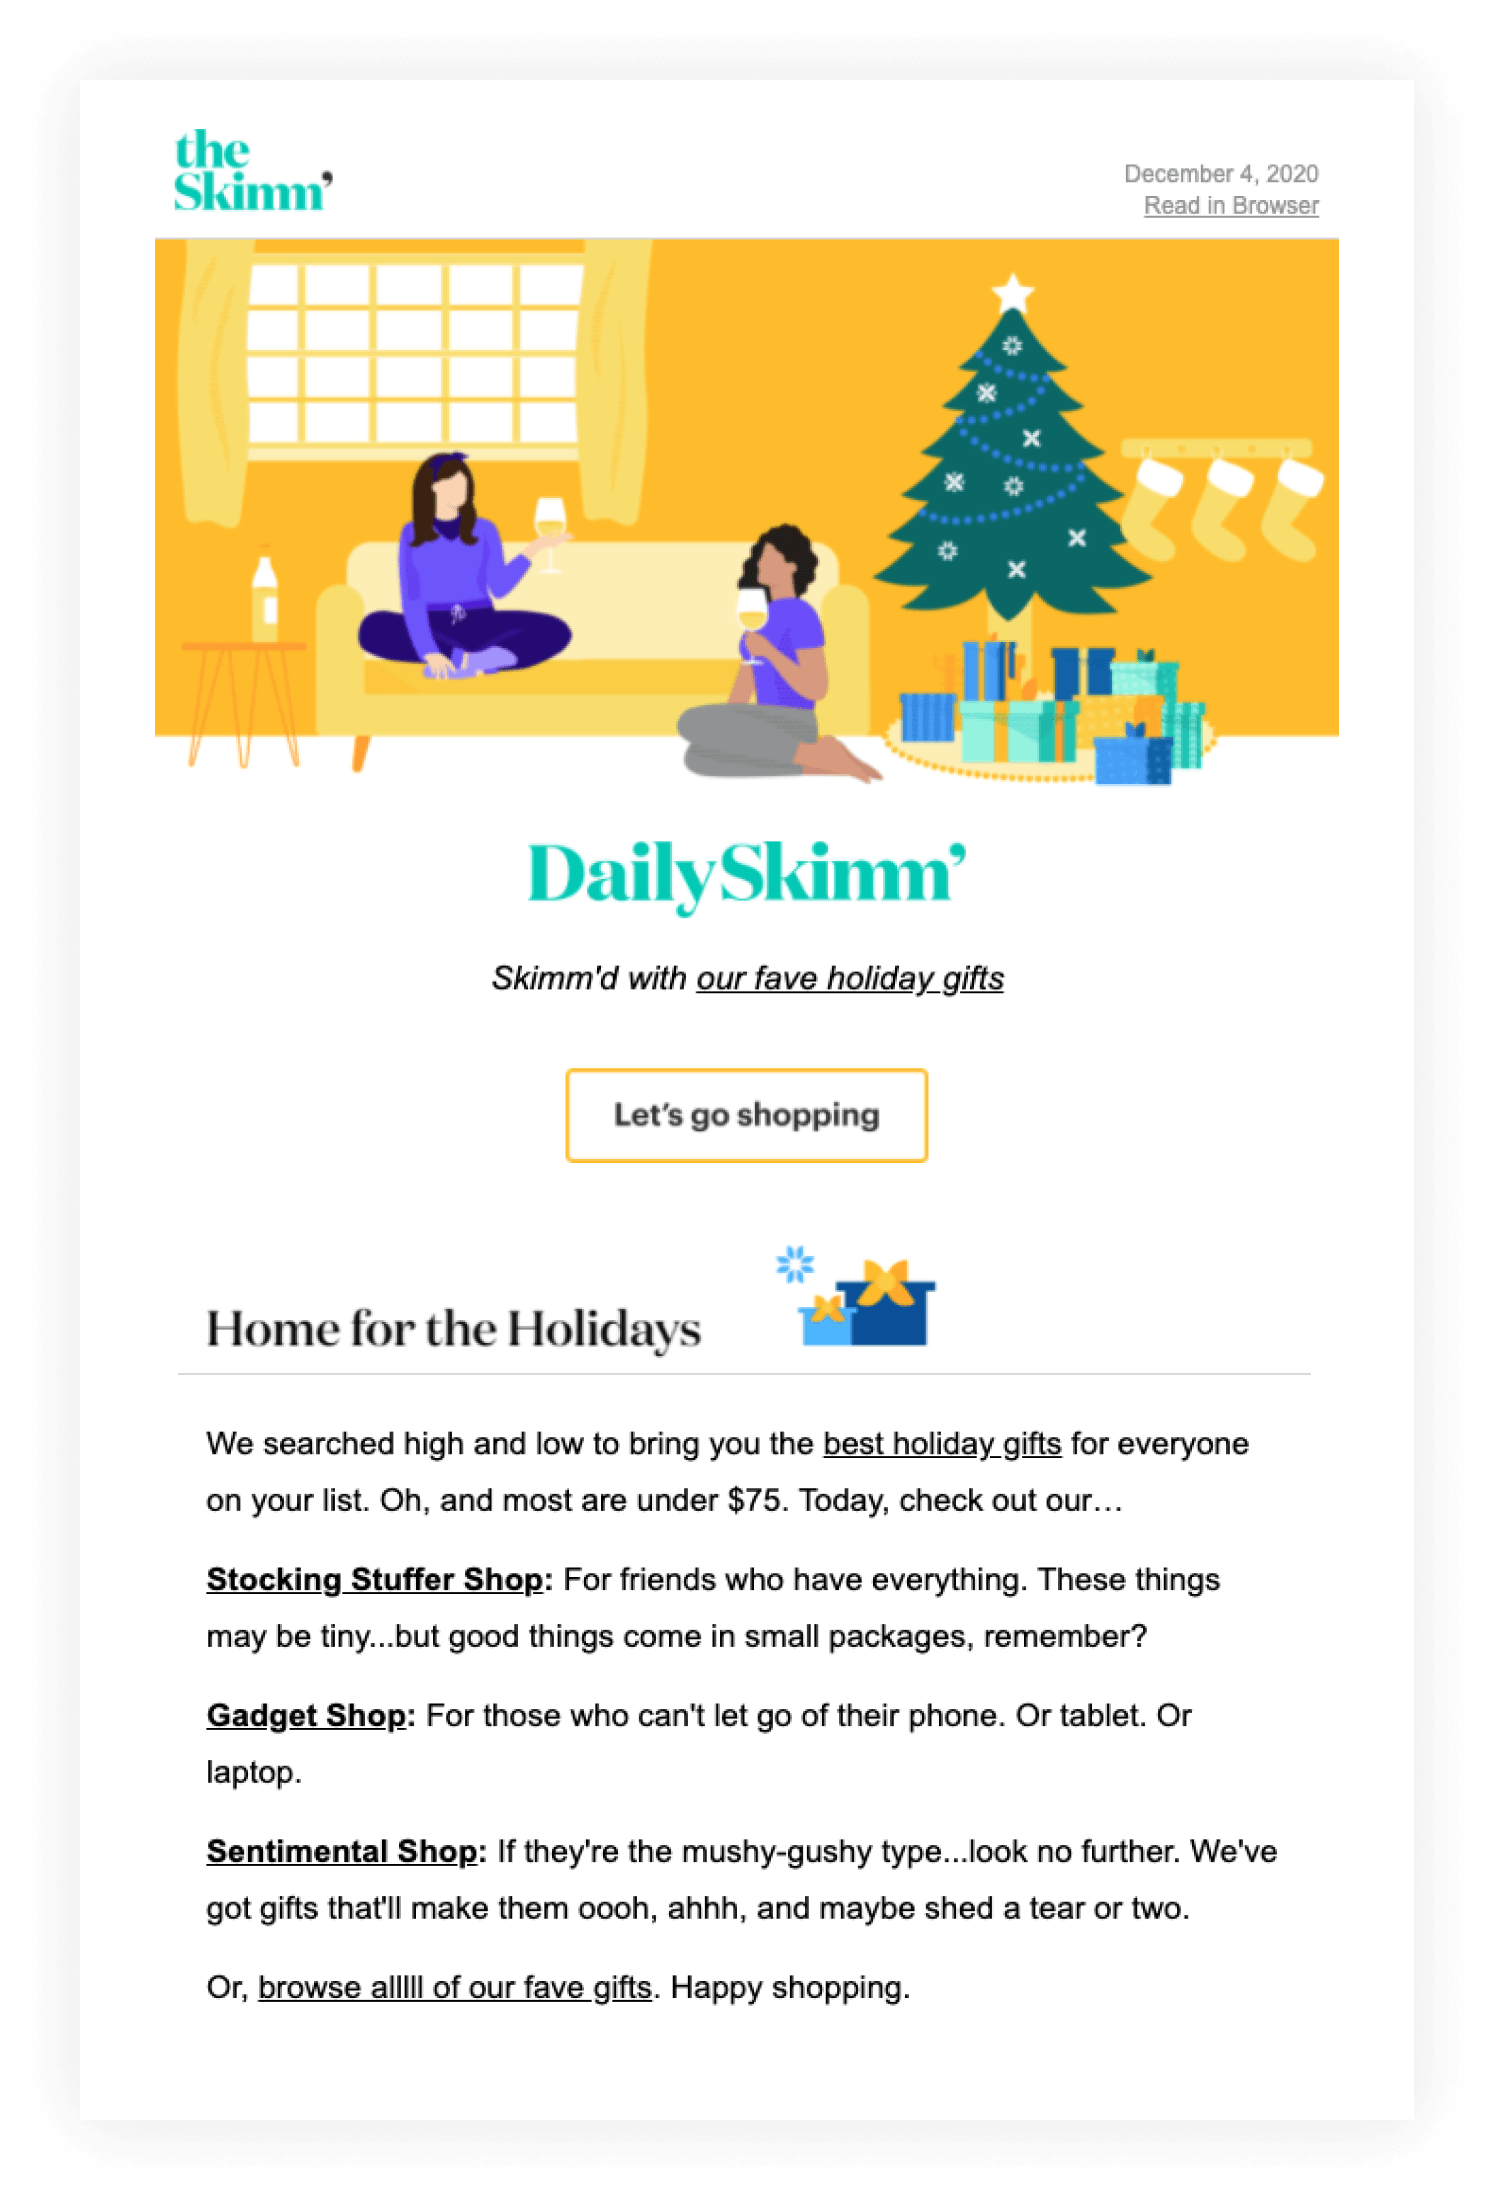 the
Skimm'
December 4, 2020
Read in Browser
DailySkimm'
Skimm'd with our fave holiday gifts
Let's go shopping
Home for the Holidays
We searched high and low to bring you the best holiday gifts for everyone
on your list. Oh, and most are under $75. Today, check out our…
Stocking Stuffer Shop: For friends who have everything. These things
may be tiny...but good things come in small packages, remember?
Gadget Shop: For those who can't let go of their phone. Or tablet. Or
laptop.
Sentimental Shop: If they're the mushy-gushy type...look no further. We've
got gifts that'll make them oooh, ahhh, and maybe shed a tear or two.
Or, browse alllll of our fave gifts. Happy shopping.